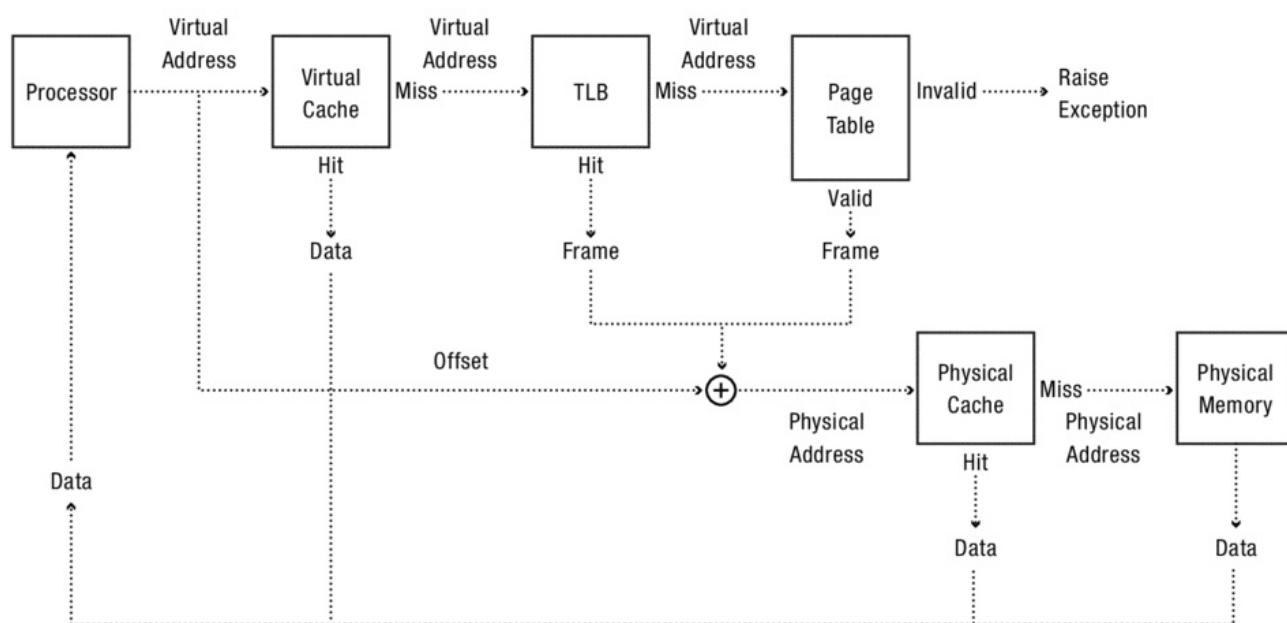 Virtual
Address
Virtual
Address
Virtual
Address
Processor
Virtual
Cache
Miss
TLB
Miss
Page
Table
Invalid
Raise
Exception
Hit
Hit
Valid
Data
Frame
Frame
Offset
Physical
Cache
Miss
Physical
Memory
Physical
Address
Physical
Address
Hit
Data
Data
Data